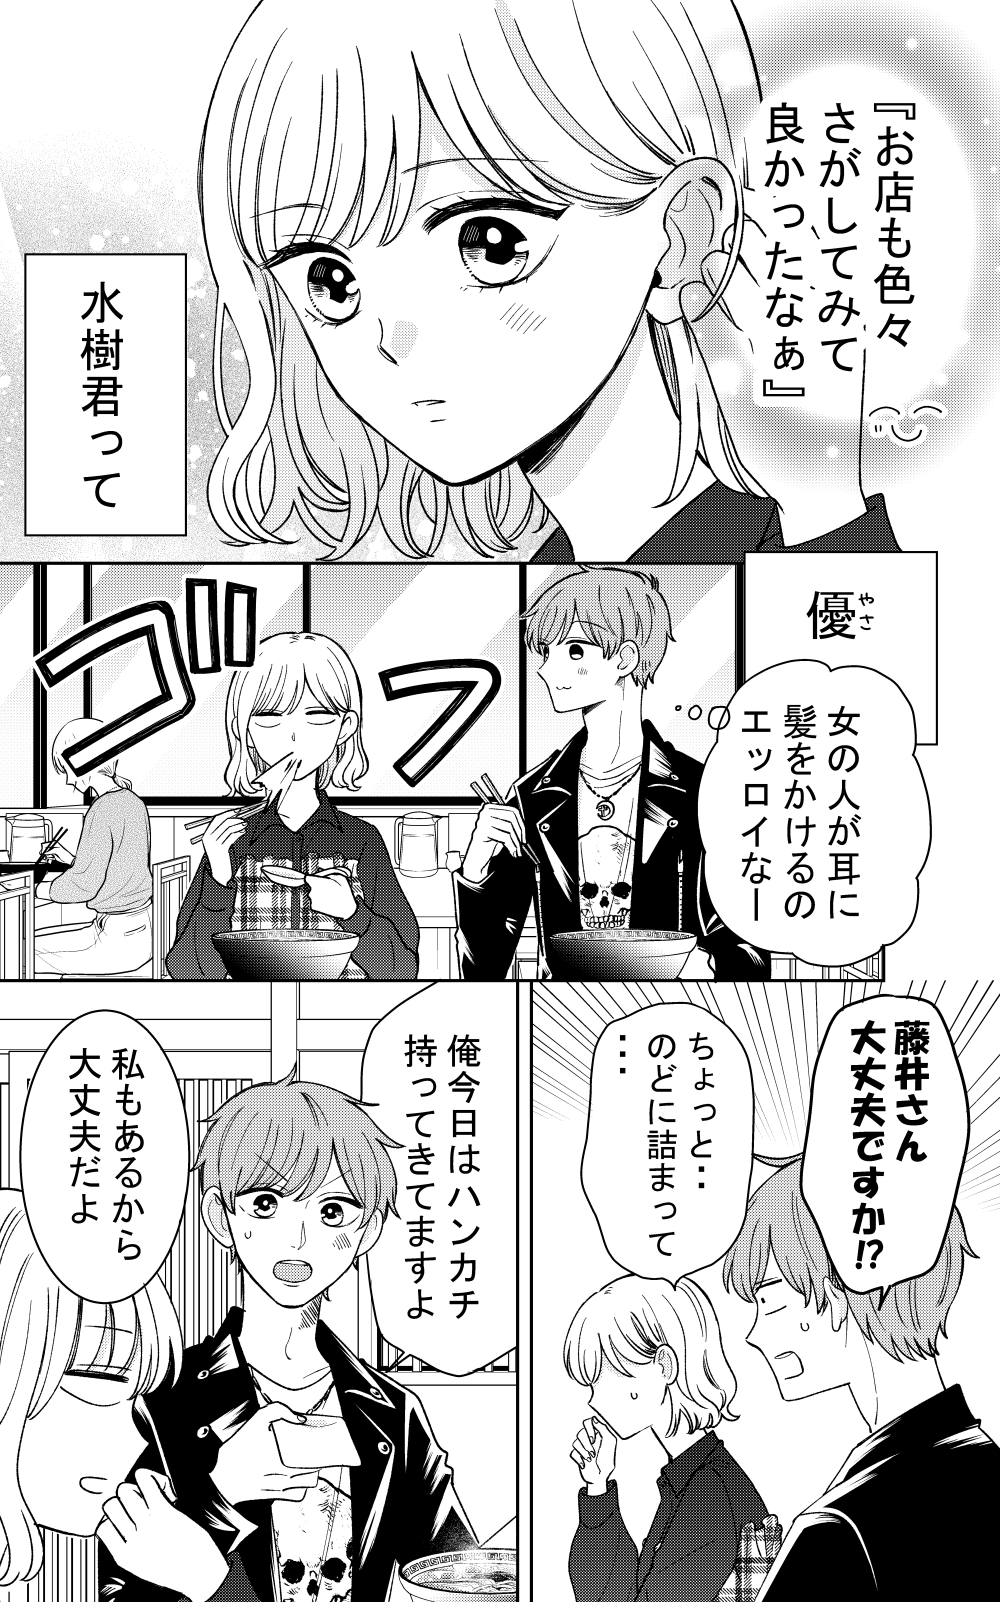 『お店も色々
さがしてみて
良かったなぁ』
水樹君って
優
やさ
女の人が耳に
髪をかけるの
エッロイなー
ゴフ
藤井さん
大丈夫ですか!?
ちょっと・・
のどに詰まって
・・・
俺今日はハンカチ
持ってきてますよ
私もあるから
大丈夫だよ